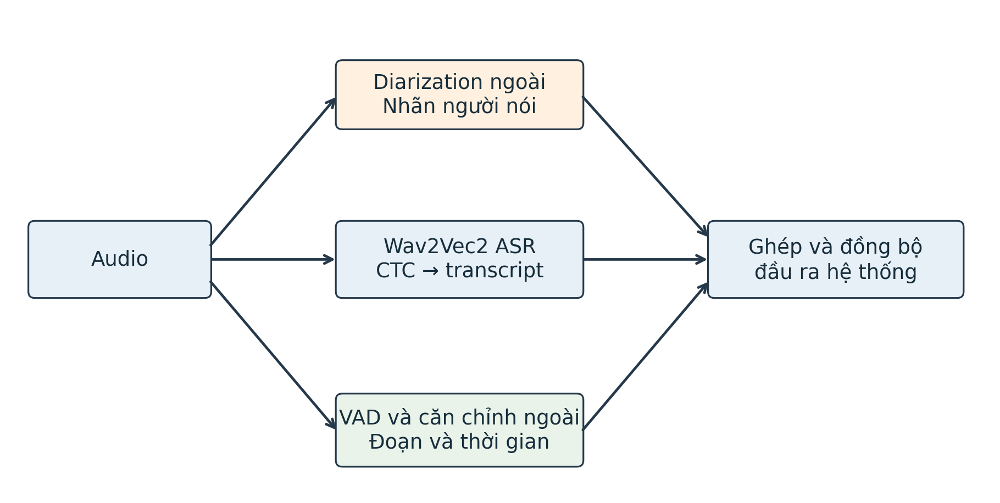 Audio
Diarization ngoài
Nhãn người nói
Wav2Vec2 ASR
CTC → transcript
VAD và căn chỉnh ngoài
Đoạn và thời gian
Ghép và đồng bộ
đầu ra hệ thống